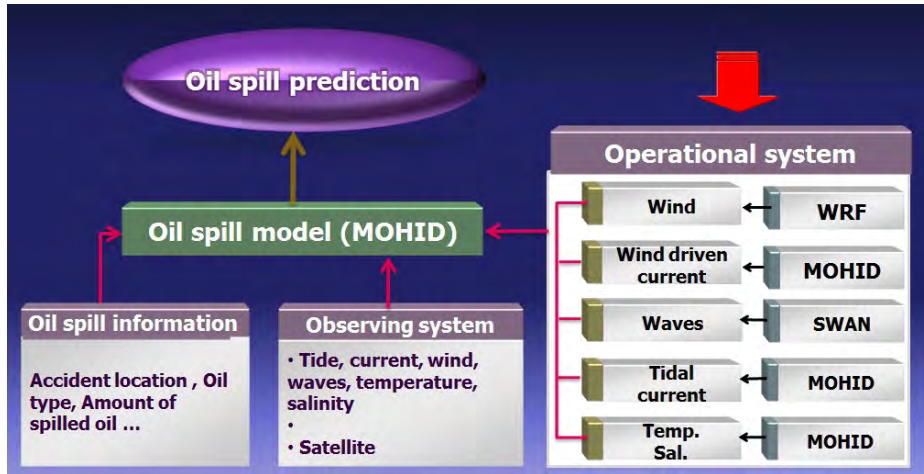 Oil spill prediction
Operational system
Wind
WRF
Oil spill model (MOHID)
Wind driven
current
MOHID
Oil spill information
Observing system
Waves
SWAN
Accident location , Oil
type, Amount of
spilled oil ...
• Tide, current, wind,
waves, temperature,
salinity
•
• Satellite
Tidal
current
MOHID
Temp.
Sal.
MOHID